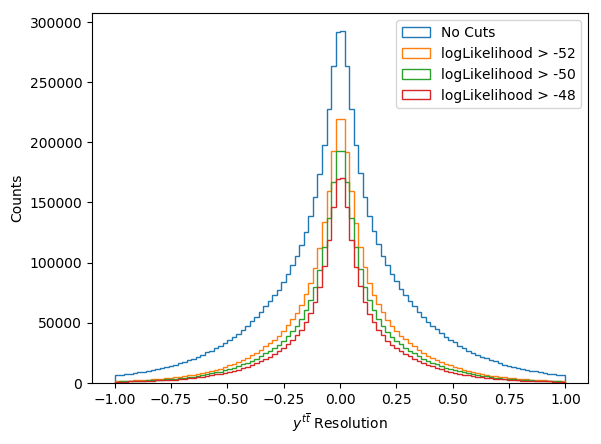 300000
250000
200000
150000
100000
50000
0
Counts
No Cuts
logLikelihood > -52
logLikelihood > -50
logLikelihood > -48
−1.00 −0.75 −0.50 −0.25 0.00 0.25 0.50 0.75 1.00
$y^{t\overline{t}}$ Resolution